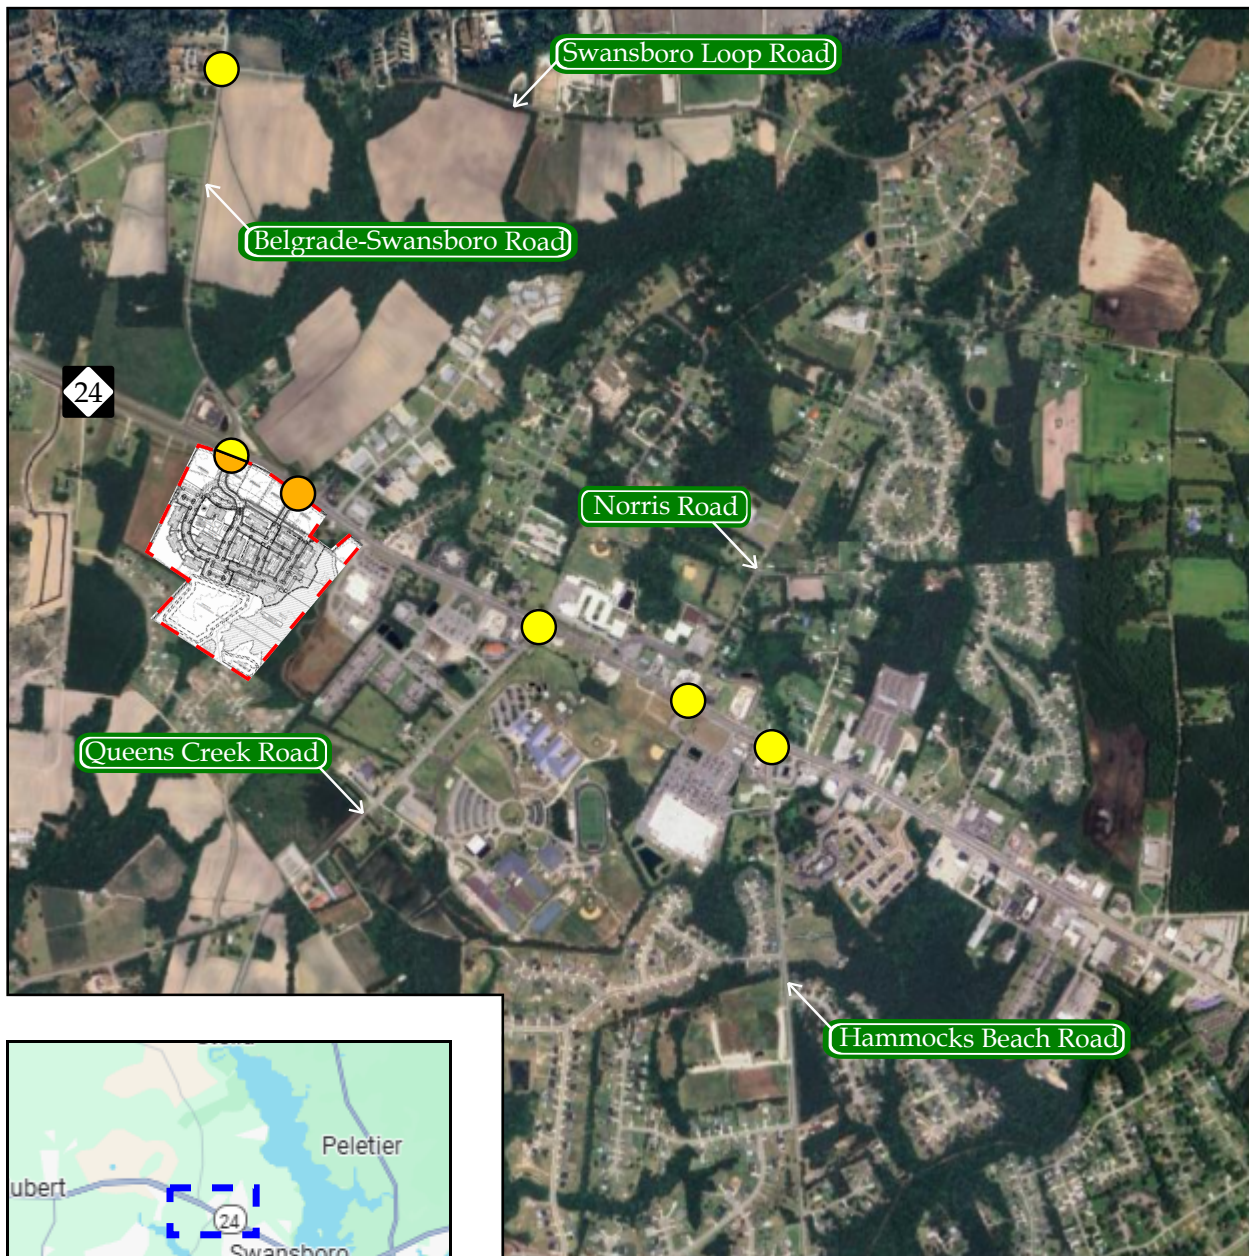 Swansboro Loop Road
Belgrade-Swansboro Road
24
Norris Road
Queens Creek Road
Hammocks Beach Road
Peletier
ubert
24
Swansboro